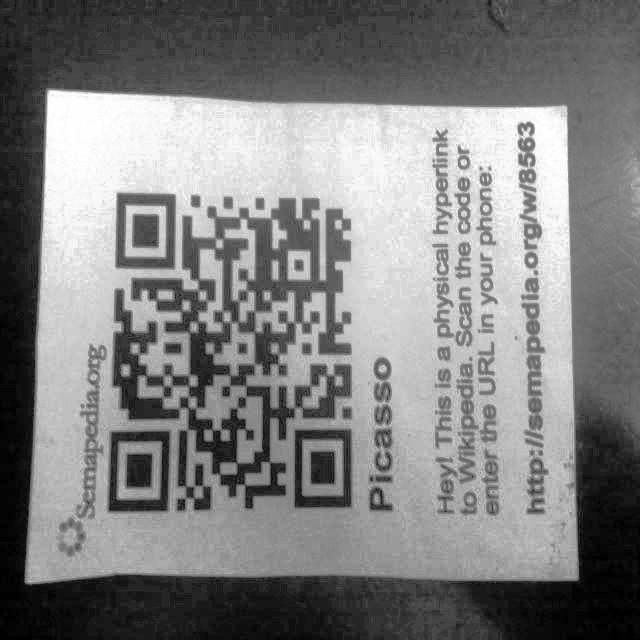 Semapedia.org
Picasso
Hey! This is a physical hyperlink
to Wikipedia. Scan the code or
enter the URL in your phone:
http://semapedia.org/w/8563